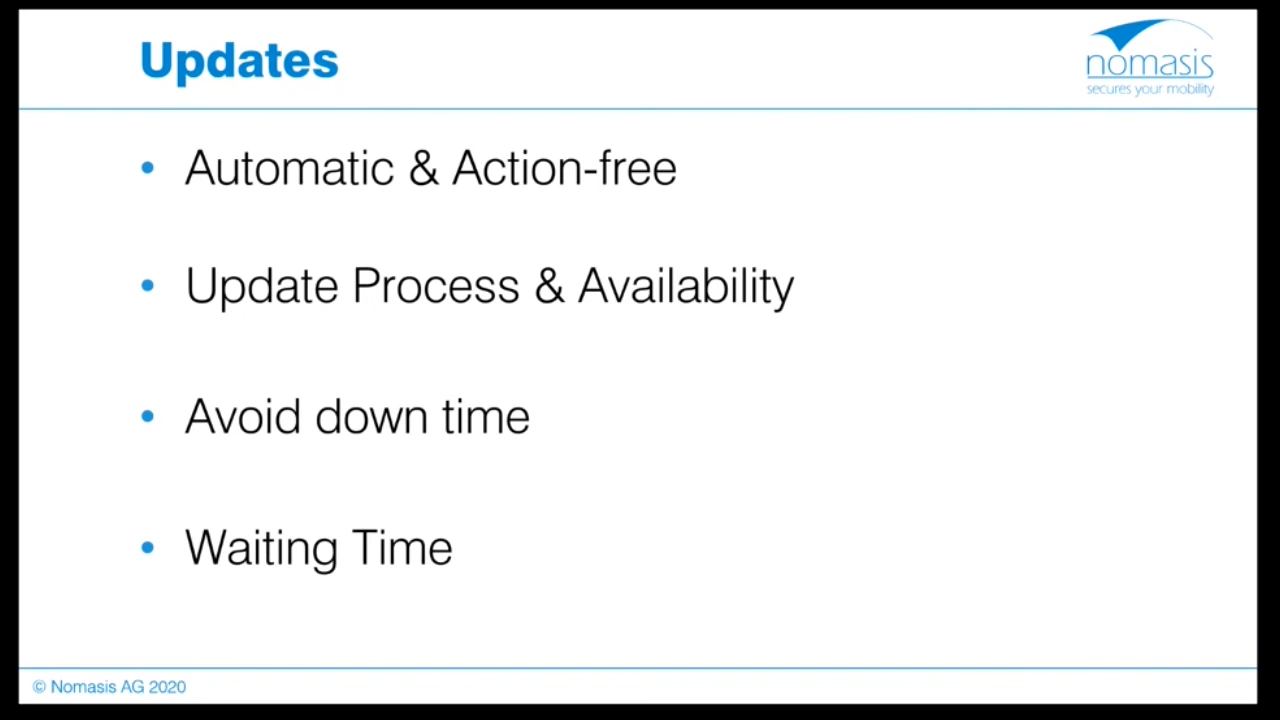 Updates
nomasis
secures your mobility
• Automatic & Action-free
• Update Process & Availability
• Avoid down time
• Waiting Time
© Nomasis AG 2020